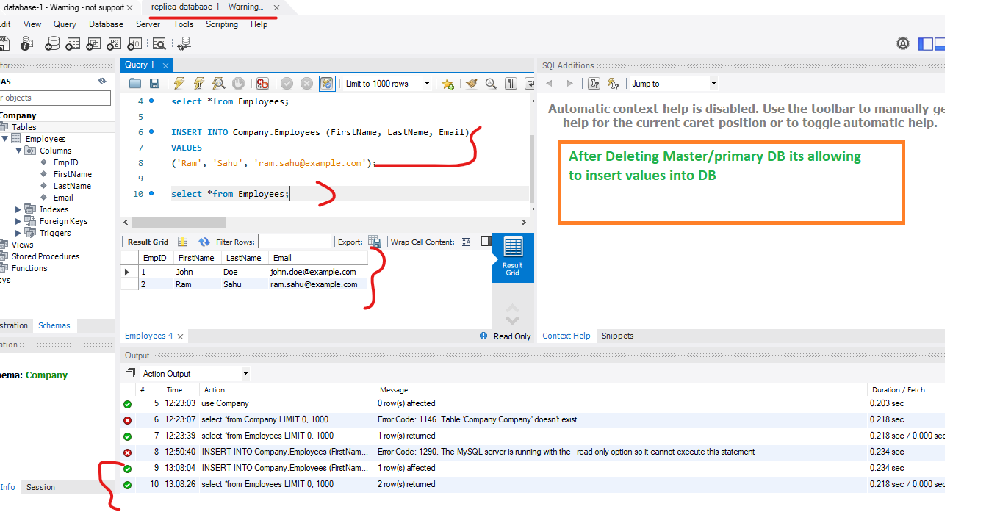 database-1 - Warning - not support. replica-database-1 - Warning...
dit View Query Database Server Tools Scripting Help
tor
Query 1
SQLAdditions
AS
Limit to 1000 rows
Jump to
r objects
Company
Tables
Employees
Columns
EmpID
FirstName
LastName
Email
Indexes
Foreign Keys
Triggers
Views
Stored Procedures
Functions
sys
4 select *from Employees;
5
6 INSERT INTO Company.Employees (FirstName, LastName, Email)
7 VALUES
8 ('Ram', 'Sahu', 'ram.sahu@example.com');
9
10 select *from Employees;
Automatic context help is disabled. Use the toolbar to manually ge
help for the current caret position or to toggle automatic help.
After Deleting Master/primary DB its allowing
to insert values into DB
Result Grid Filter Rows: Export: Wrap Cell Content:
EmpID FirstName LastName Email
1 John Doe john.doe@example.com
2 Ram Sahu ram.sahu@example.com
Result
Grid
stration Schemas
Employees 4
Read Only
Context Help Snippets
ation
Output
ema: Company
Action Output
# Time Action Message Duration / Fetch
5 12:23:03 use Company 0 row(s) affected 0.203 sec
6 12:23:07 select *from Company LIMIT 0, 1000 Error Code: 1146. Table 'Company.Company' doesn't exist 0.218 sec
7 12:23:39 select *from Employees LIMIT 0, 1000 1 row(s) returned 0.218 sec / 0.000 sec
8 12:50:40 INSERT INTO Company.Employees (FirstNam... Error Code: 1290. The MySQL server is running with the --read-only option so it cannot execute this statement 0.234 sec
9 13:08:04 INSERT INTO Company.Employees (FirstNam... 1 row(s) affected 0.234 sec
10 13:08:26 select *from Employees LIMIT 0, 1000 2 row(s) returned 0.218 sec / 0.000 sec
Info Session